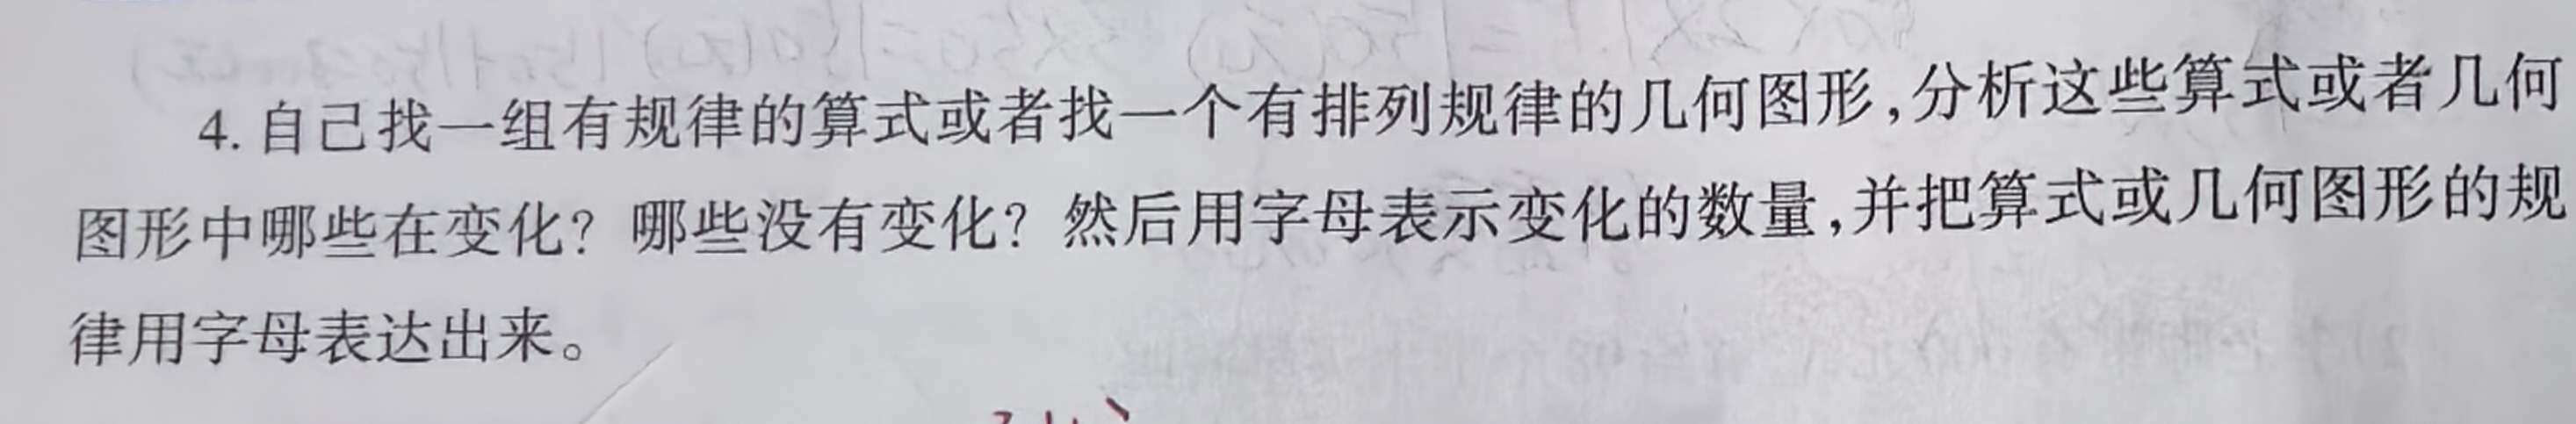 4.自己找一组有规律的算式或者找一个有排列规律的几何图形,分析这些算式或者几何
图形中哪些在变化?哪些没有变化?然后用字母表示变化的数量,并把算式或几何图形的规
律用字母表达出来。